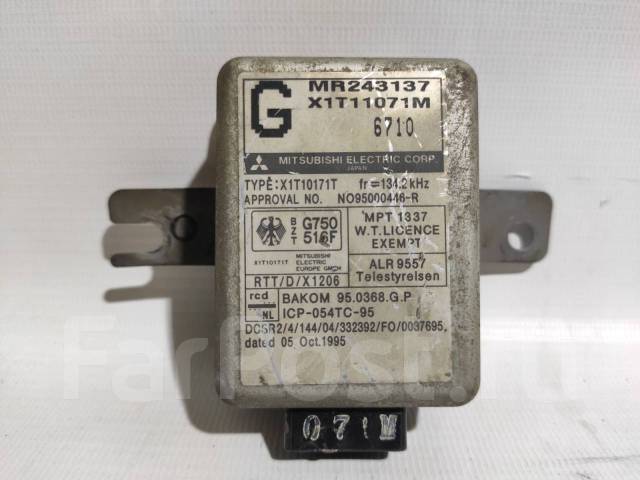 G
MR243137
X1T11071M
6710
MITSUBISHI ELECTRIC CORP.
JAPAN
TYPE:X1T10171T fr=134.2kHz
APPROVAL NO. NO95000446-R
BZT G750
516F
X1T10171T
MITSUBISHI
ELECTRIC
EUROPE GMBH
MPT 1337
W.T.LICENCE
EXEMPT
RTT/D/X1206
ALR 9557
Telestyrelsen
rcd
NL
BAKOM 95.0368.G.P
ICP-054TC-95
DCSR2/4/144/04/332392/FO/0037695,
dated 05 Oct.1995
071M
FarPost.ru